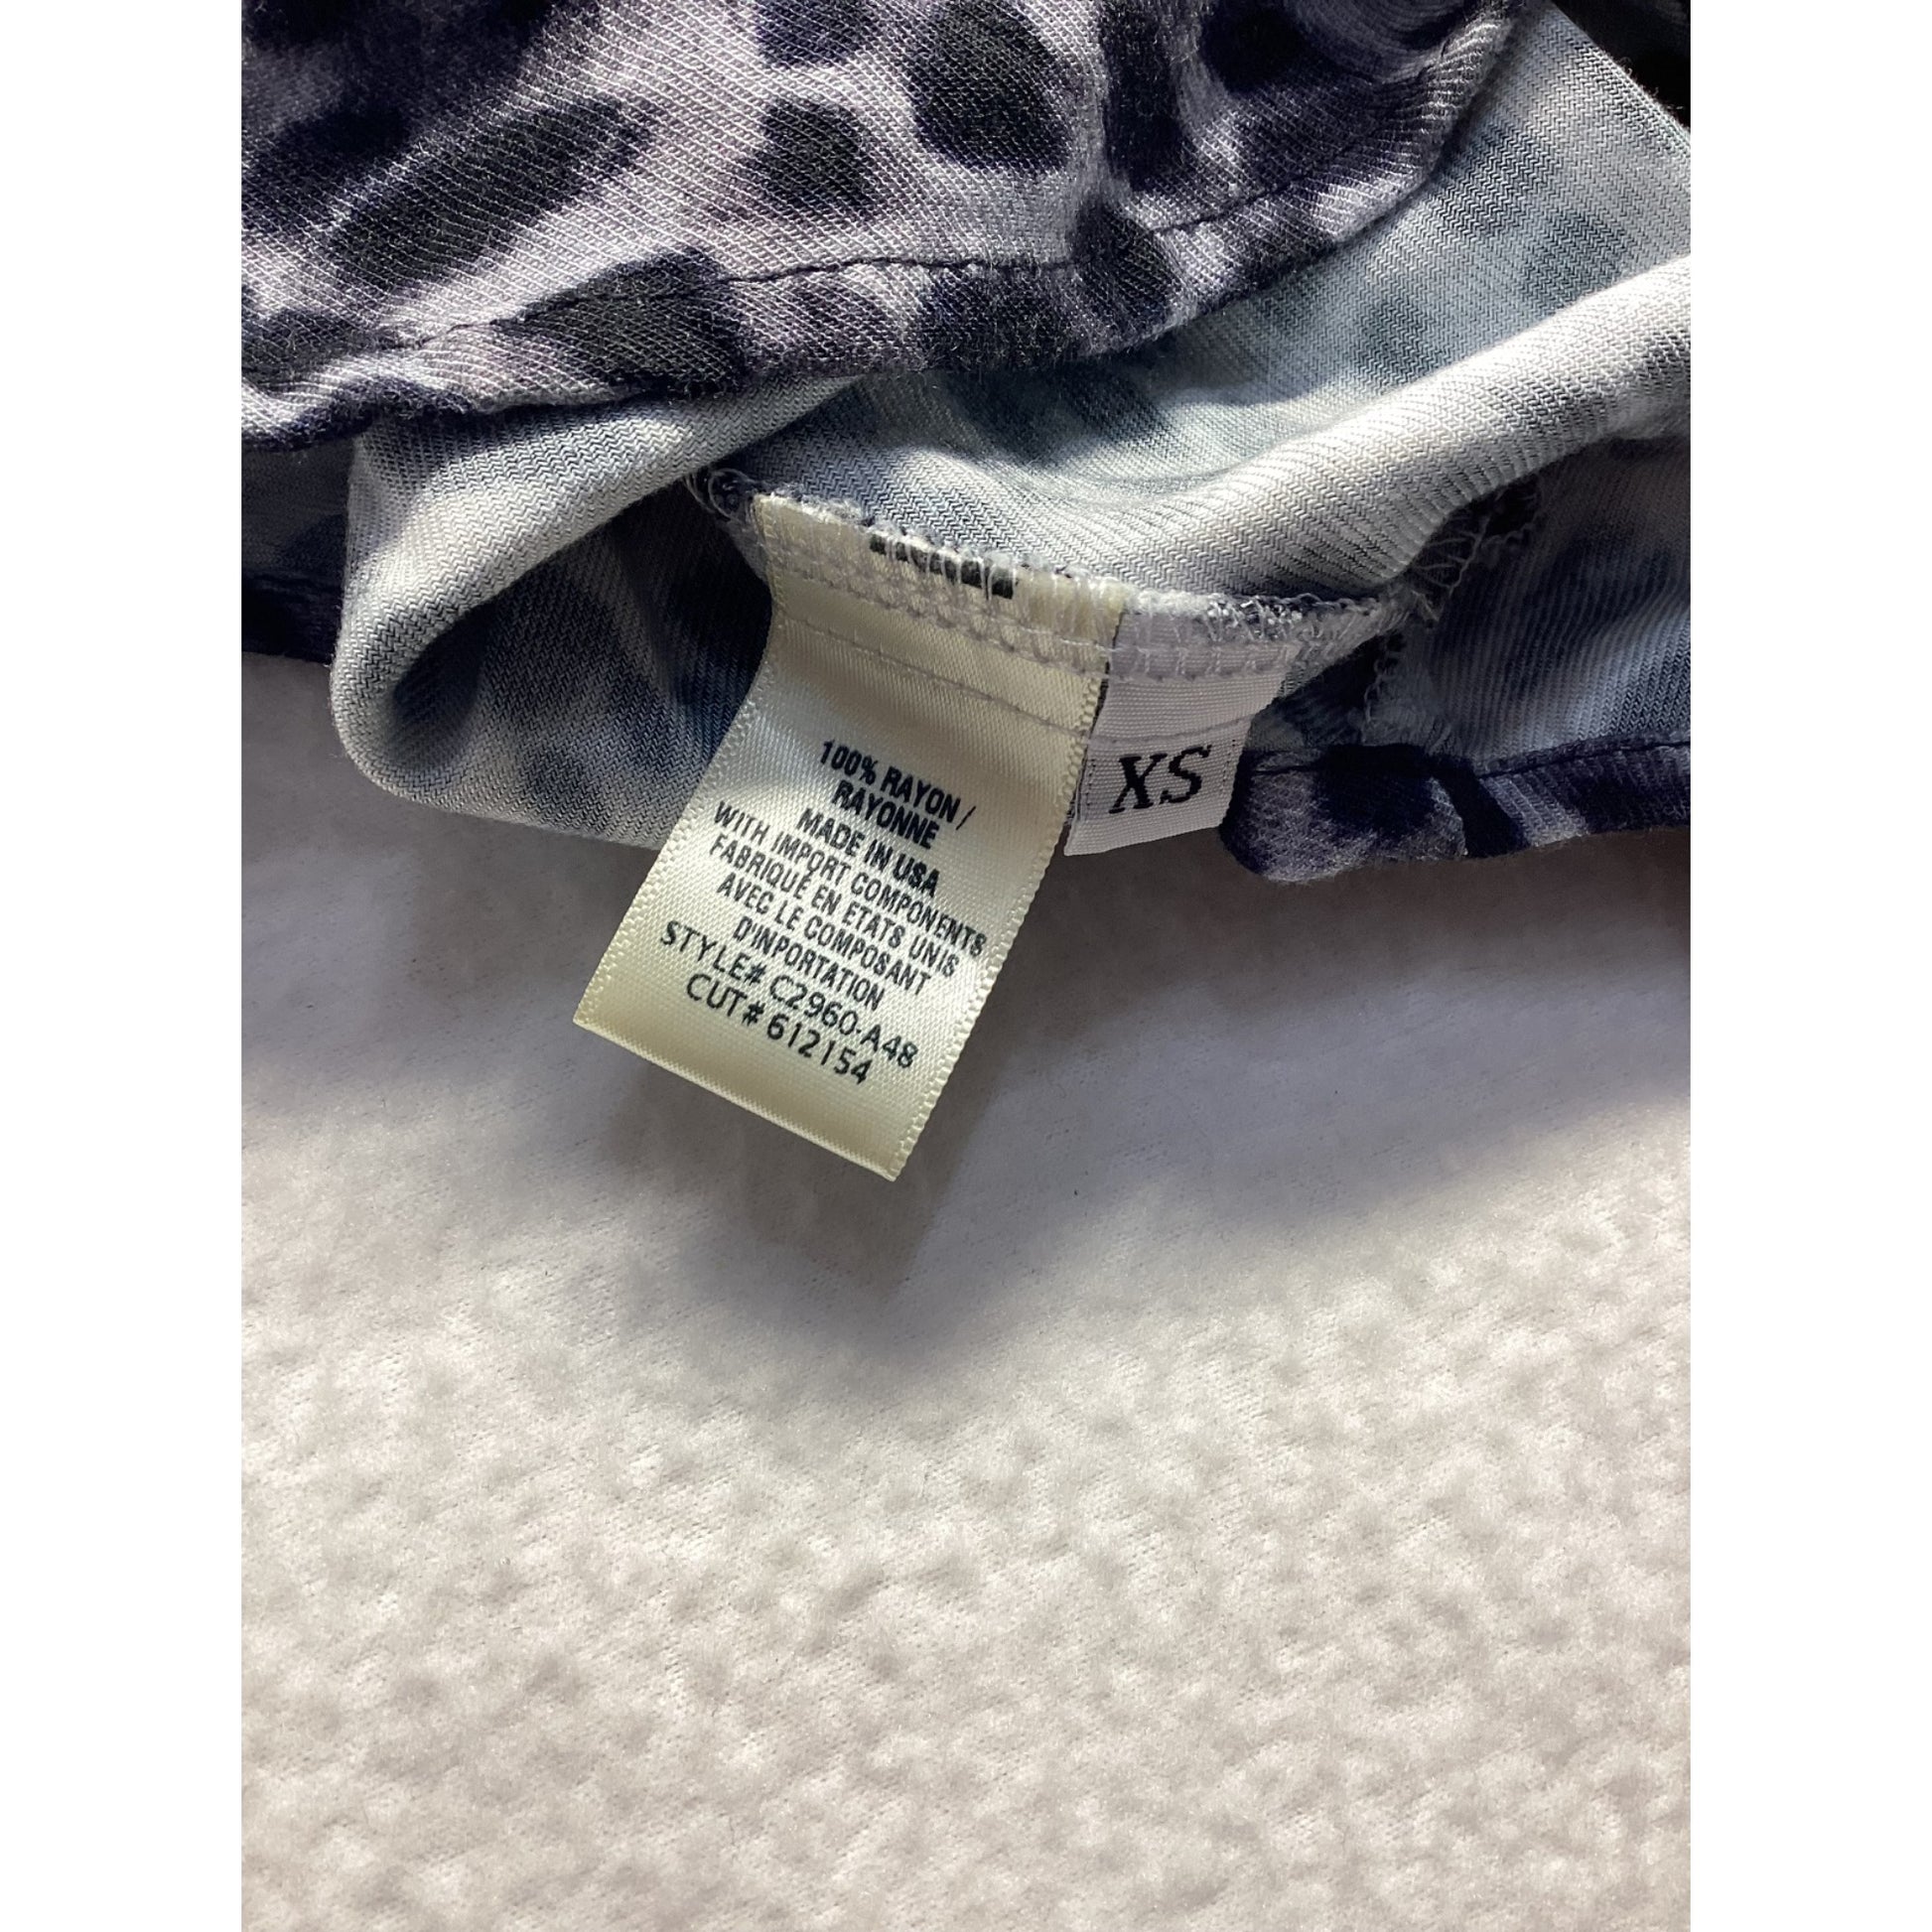 100% RAYON /
RAYONNE
MADE IN USA
WITH IMPORT COMPONENTS
FABRIQUÉ EN ETATS UNIS
AVEC LE COMPOSANT
D'INPORTATION
STYLE# C2960-A48
CUT# 612154
XS